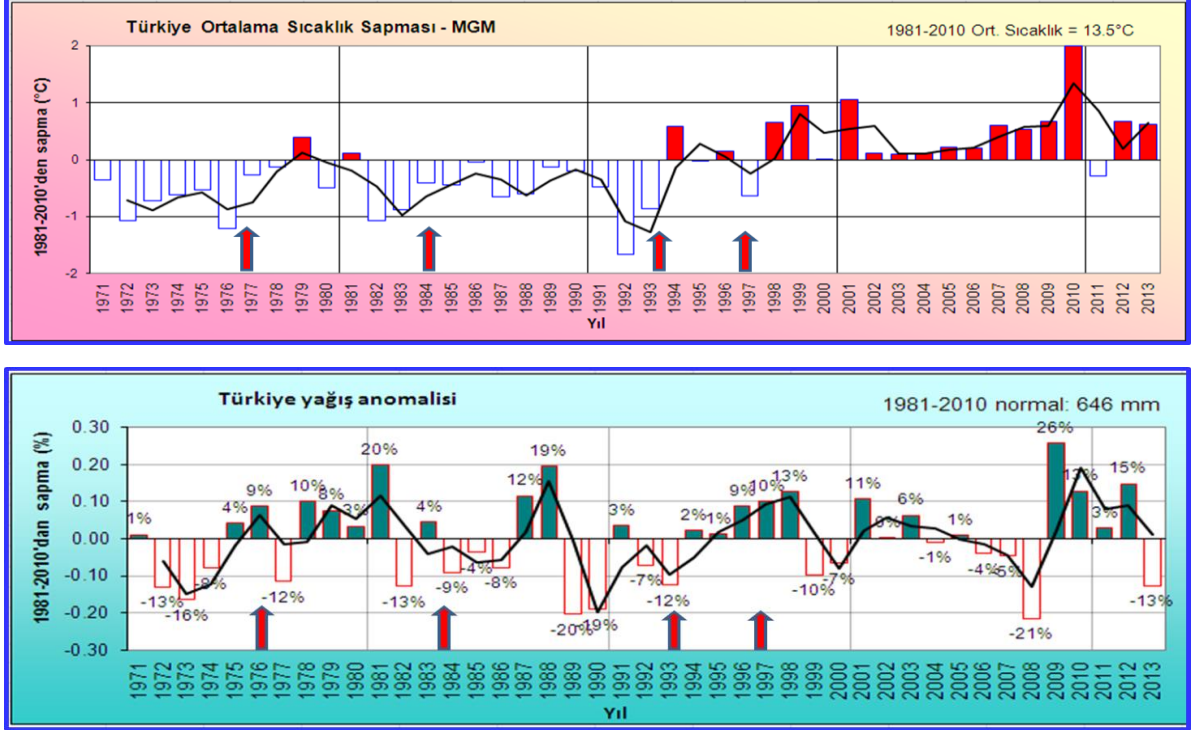 Türkiye Ortalama Sıcaklık Sapması - MGM
1981-2010 Ort. Sıcaklık = 13.5°C
1981-2010'den sapma (°C)
2
1
0
-1
-2
1971 1972 1973 1974 1975 1976 1977 1978 1979 1980 1981 1982 1983 1984 1985 1986 1987 1988 1989 1990 1991 1992 1993 1994 1995 1996 1997 1998 1999 2000 2001 2002 2003 2004 2005 2006 2007 2008 2009 2010 2011 2012 2013
Yıl
Türkiye yağış anomalisi
1981-2010 normal: 646 mm
1981-2010'dan sapma (%)
0.30
0.20
0.10
0.00
-0.10
-0.20
-0.30
1% -13% -16% -8% 4% 9% -12% 10% 8% 3% 20% -13% 4% -9% -4% -8% 12% 19% -20% -19% 3% -7% -12% 2% 1% 9% 10% 13% -10% -7% 11% 0% 6% -1% 1% -4% -5% -21% 26% 13% 3% 15% -13%
1971 1972 1973 1974 1975 1976 1977 1978 1979 1980 1981 1982 1983 1984 1985 1986 1987 1988 1989 1990 1991 1992 1993 1994 1995 1996 1997 1998 1999 2000 2001 2002 2003 2004 2005 2006 2007 2008 2009 2010 2011 2012 2013
Yıl